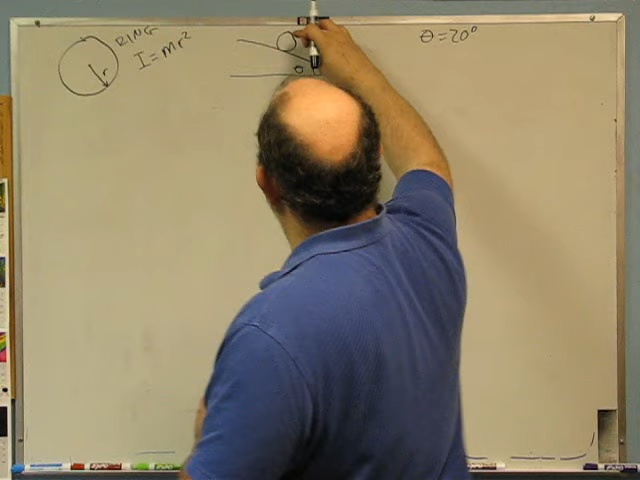 RING
I = mr²
r
θ
θ = 20°